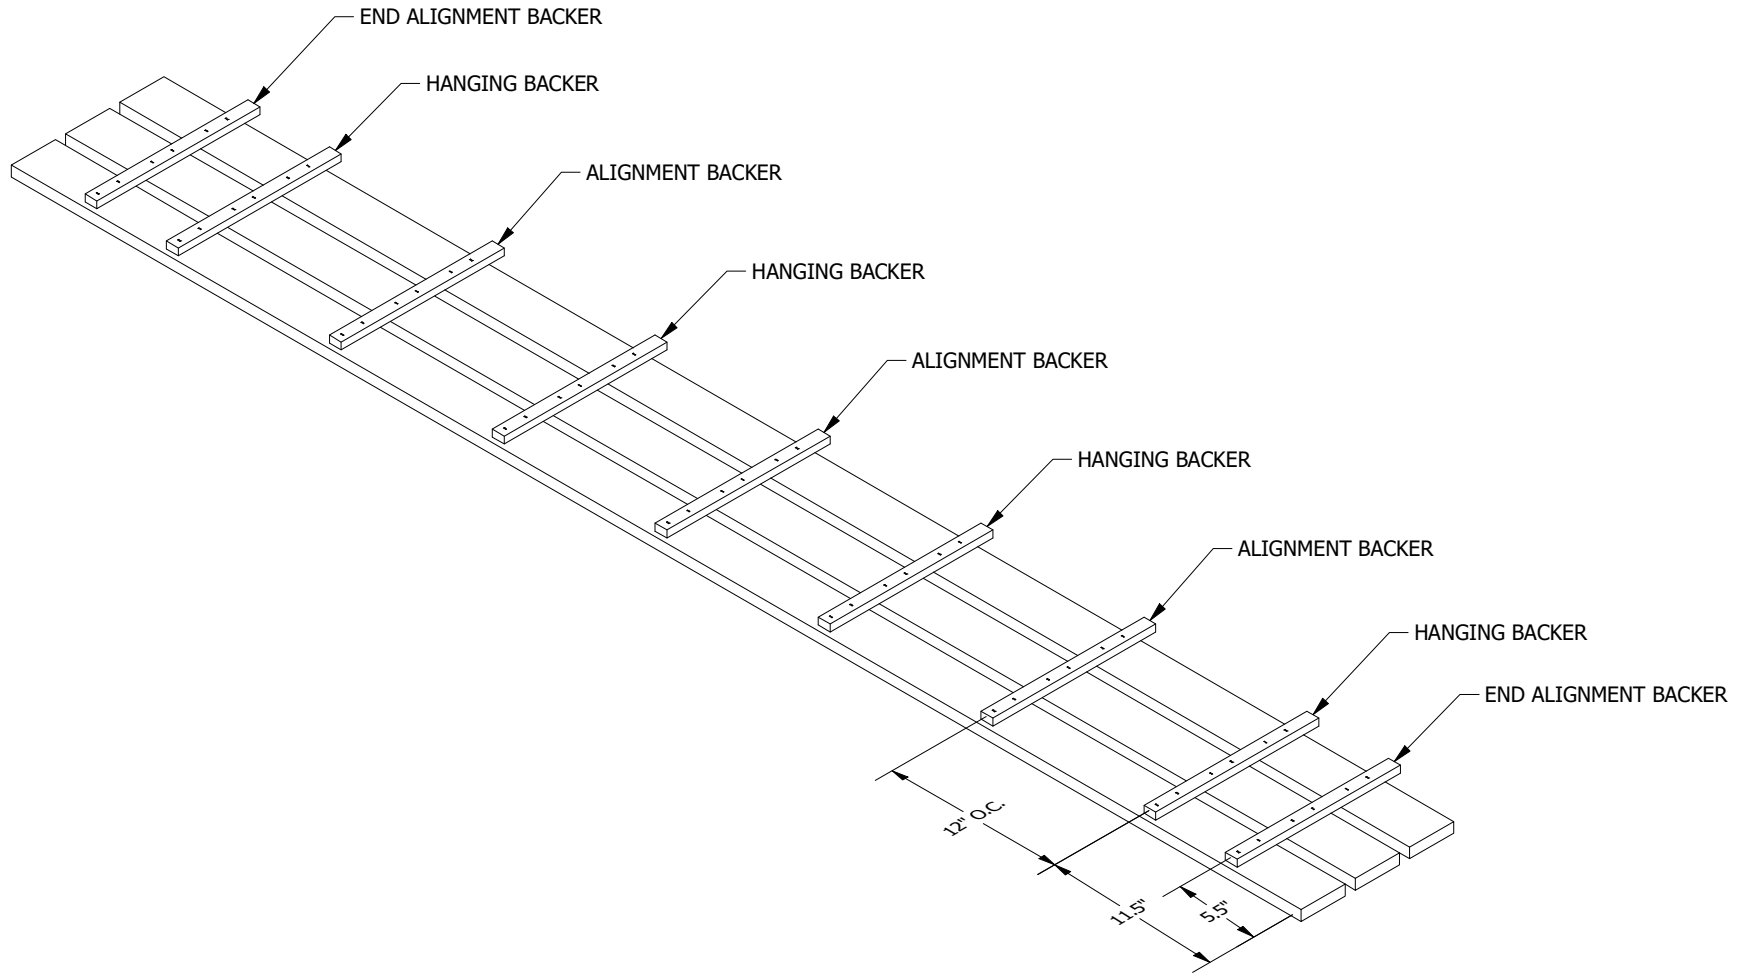 END ALIGNMENT BACKER
HANGING BACKER
ALIGNMENT BACKER
HANGING BACKER
ALIGNMENT BACKER
HANGING BACKER
ALIGNMENT BACKER
HANGING BACKER
END ALIGNMENT BACKER
12" O.C.
11.5"
5.5"